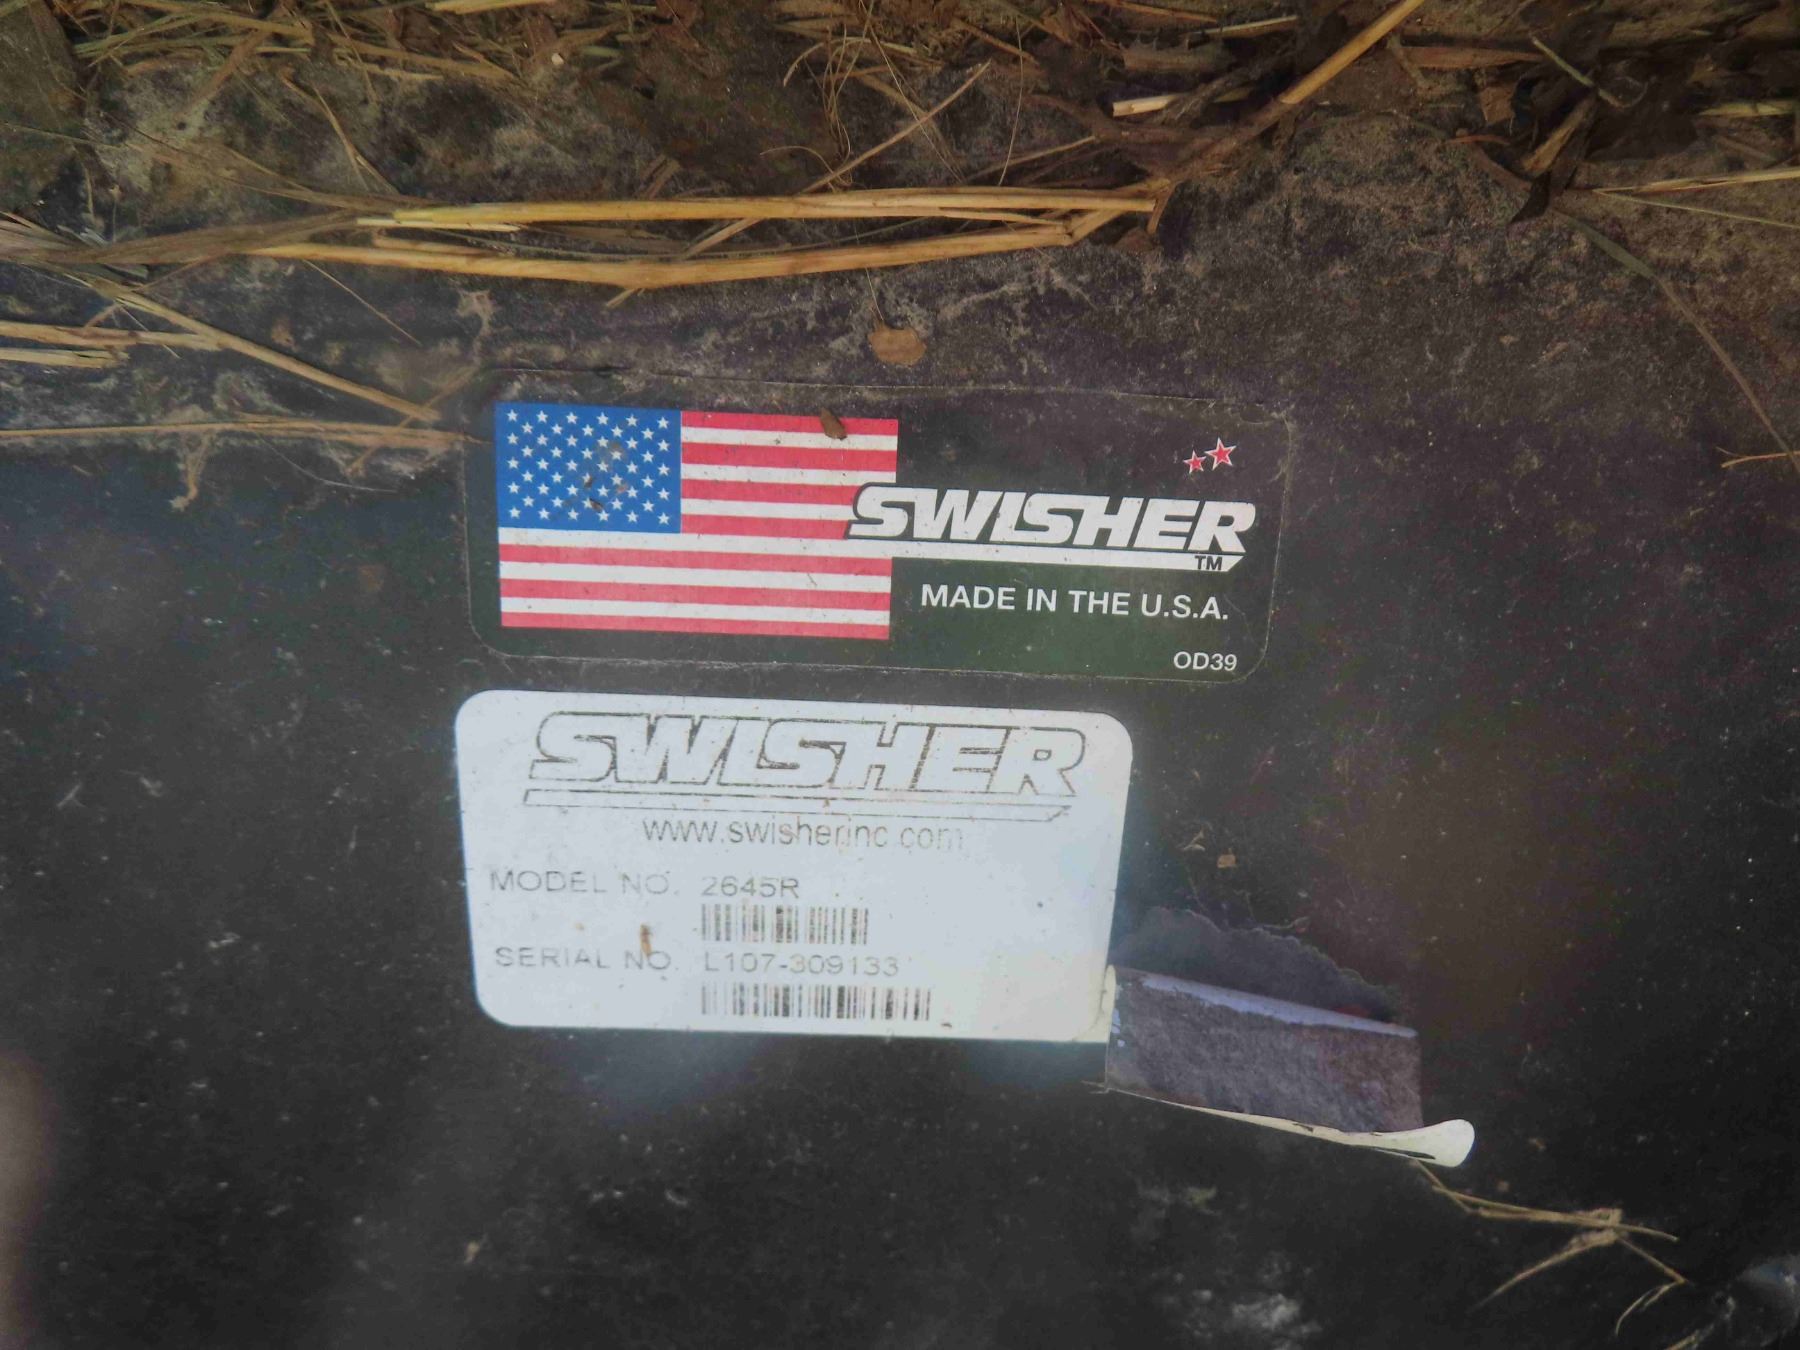 SWISHER
TM
MADE IN THE U.S.A.
OD39
SWISHER
www.swisherinc.com
MODEL NO. 2645R
SERIAL NO. L107-309133